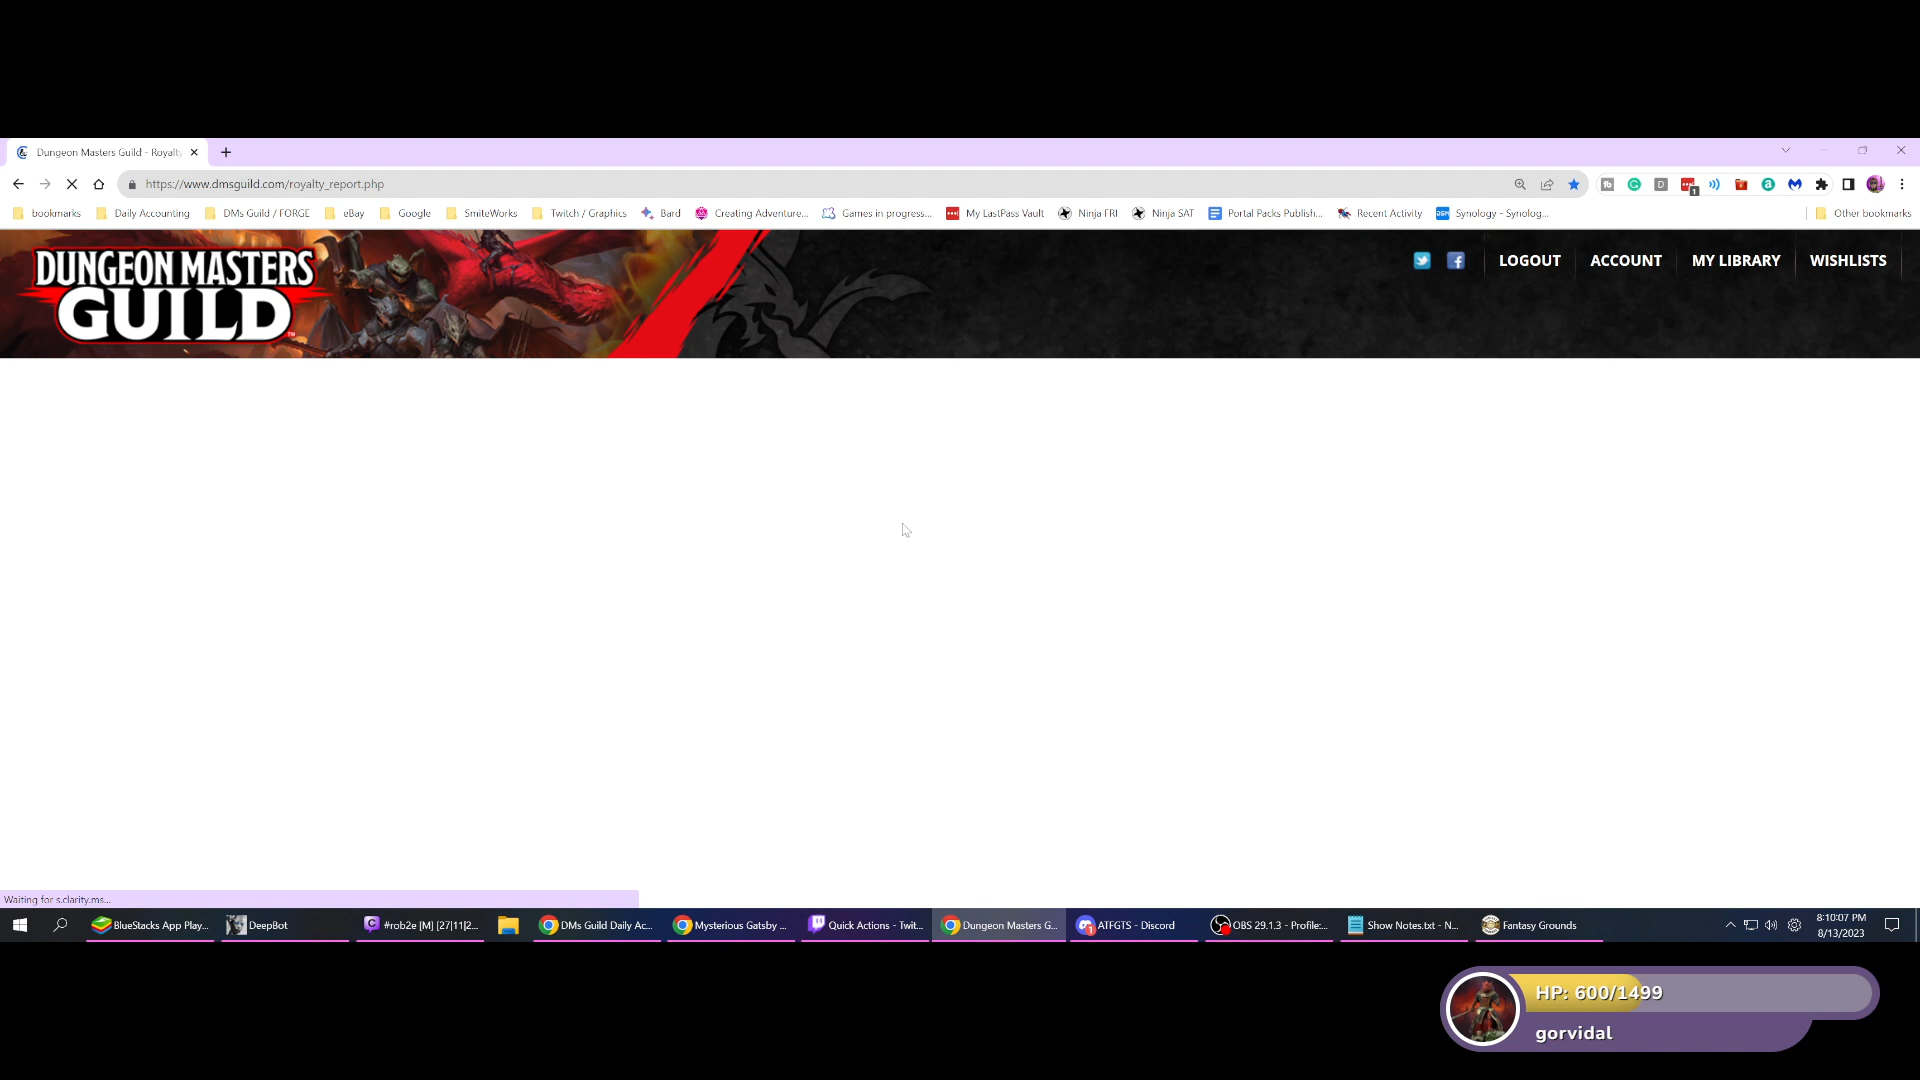 Dungeon Masters Guild - Royalty
https://www.dmsguild.com/royalty_report.php
bookmarks
Daily Accounting
DMs Guild / FORGE
eBay
Google
SmiteWorks
Twitch / Graphics
Bard
Creating Adventure...
Games in progress...
My LastPass Vault
Ninja FRI
Ninja SAT
Portal Packs Publish...
Recent Activity
Synology - Synolog...
Other bookmarks
DUNGEON MASTERS
GUILD
LOGOUT
ACCOUNT
MY LIBRARY
WISHLISTS
Waiting for s.clarity.ms...
BlueStacks App Play...
DeepBot
#rob2e [M] [27|11|2...
DMs Guild Daily Ac...
Mysterious Gatsby ...
Quick Actions - Twit...
Dungeon Masters G...
ATFGTS - Discord
OBS 29.1.3 - Profile:...
Show Notes.txt - N...
Fantasy Grounds
8:10:07 PM
8/13/2023
HP: 600/1499
gorvidal